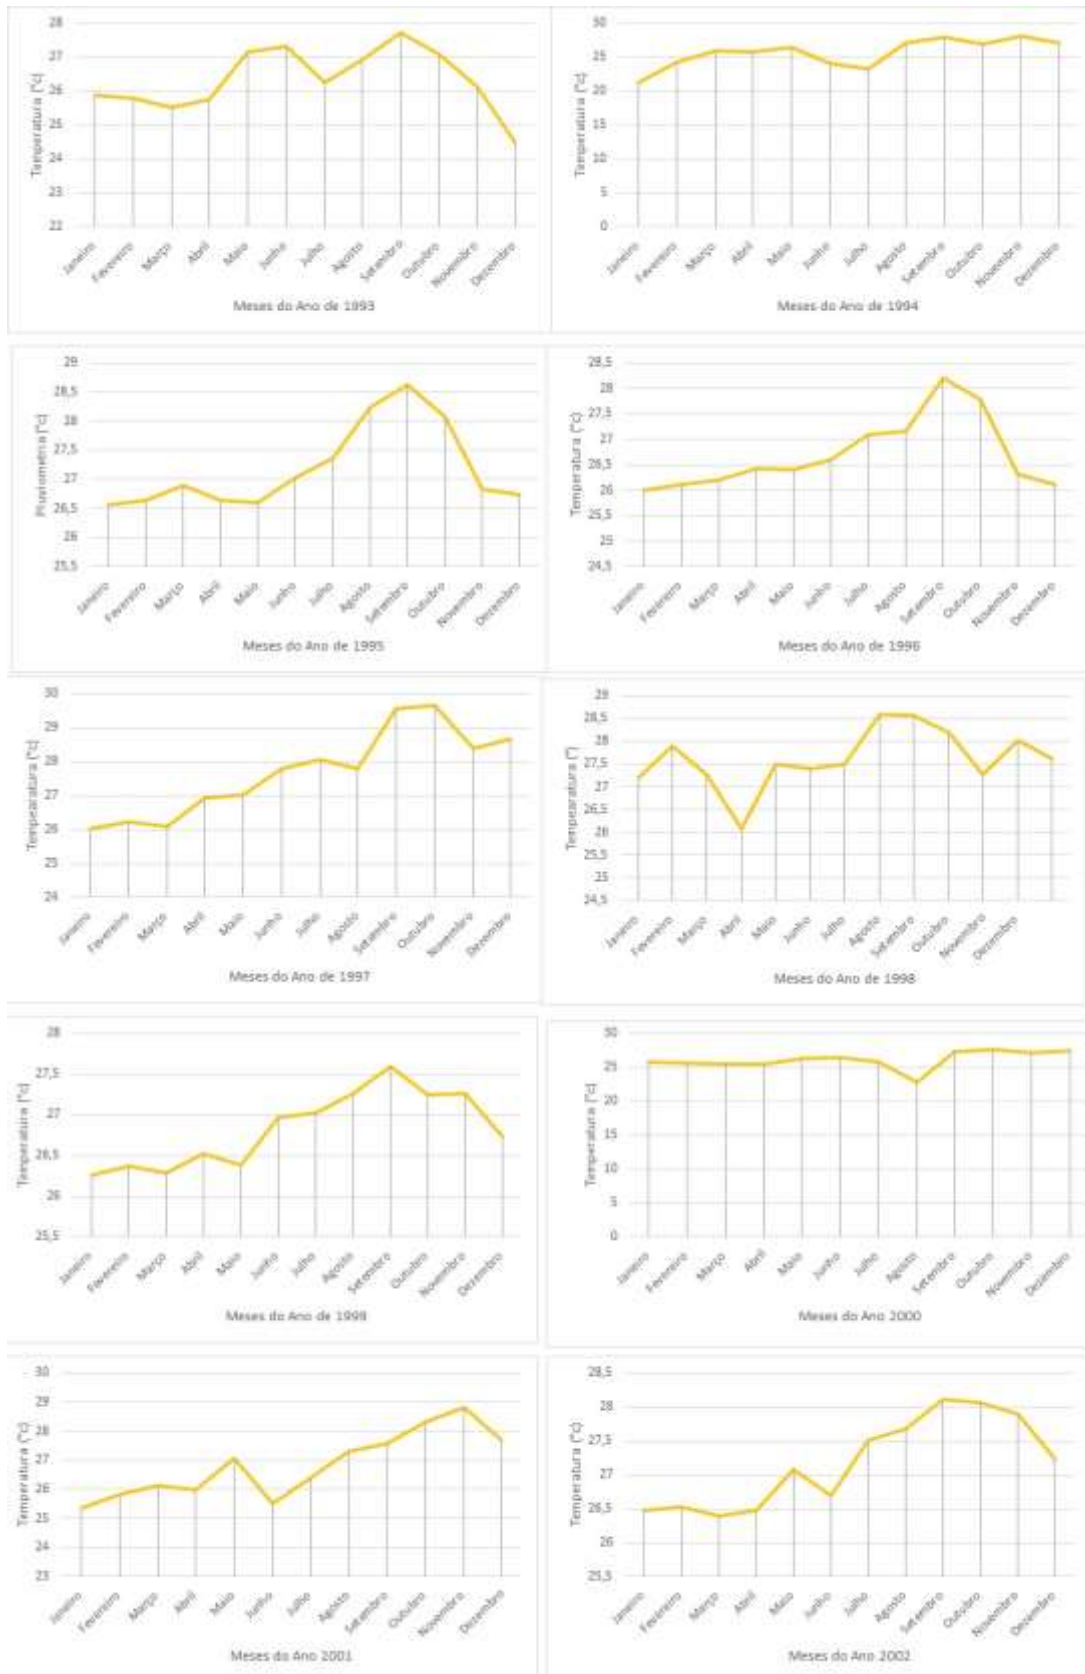 28
27
26
25
24
23
22
Temperatura (°c)
Janeiro
Fevereiro
Março
Abril
Maio
Junho
Julho
Agosto
Setembro
Outubro
Novembro
Dezembro
Meses do Ano de 1993
30
25
20
15
10
5
0
Temperatura (°c)
Janeiro
Fevereiro
Março
Abril
Maio
Junho
Julho
Agosto
Setembro
Outubro
Novembro
Dezembro
Meses do Ano de 1994
29
28,5
28
27,5
27
26,5
26
25,5
Pluviometria (°c)
Janeiro
Fevereiro
Março
Abril
Maio
Junho
Julho
Agosto
Setembro
Outubro
Novembro
Dezembro
Meses do Ano de 1995
28,5
28
27,5
27
26,5
26
25,5
25
24,5
Temperatura (°c)
Janeiro
Fevereiro
Março
Abril
Maio
Junho
Julho
Agosto
Setembro
Outubro
Novembro
Dezembro
Meses do Ano de 1996
30
29
28
27
26
25
24
Tempearatura (°c)
Janeiro
Fevereiro
Março
Abril
Maio
Junho
Julho
Agosto
Setembro
Outubro
Novembro
Dezembro
Meses do Ano de 1997
29
28,5
28
27,5
27
26,5
26
25,5
25
24,5
Tempearatura (°)
Janeiro
Fevereiro
Março
Abril
Maio
Junho
Julho
Agosto
Setembro
Outubro
Novembro
Dezembro
Meses do Ano de 1998
28
27,5
27
26,5
26
25,5
Temperatura (°c)
Janeiro
Fevereiro
Março
Abril
Maio
Junho
Julho
Agosto
Setembro
Outubro
Novembro
Dezembro
Meses do Ano de 1999
30
25
20
15
10
5
0
Temperatura (°c)
Janeiro
Fevereiro
Março
Abril
Maio
Junho
Julho
Agosto
Setembro
Outubro
Novembro
Dezembro
Meses do Ano 2000
30
29
28
27
26
25
23
Temperatura (°c)
Janeiro
Fevereiro
Março
Abril
Maio
Junho
Julho
Agosto
Setembro
Outubro
Novembro
Dezembro
Meses do Ano 2001
28,5
28
27,5
27
26,5
26
25,5
Temperatura (°c)
Janeiro
Fevereiro
Março
Abril
Maio
Junho
Julho
Agosto
Setembro
Outubro
Novembro
Dezembro
Meses do Ano 2002